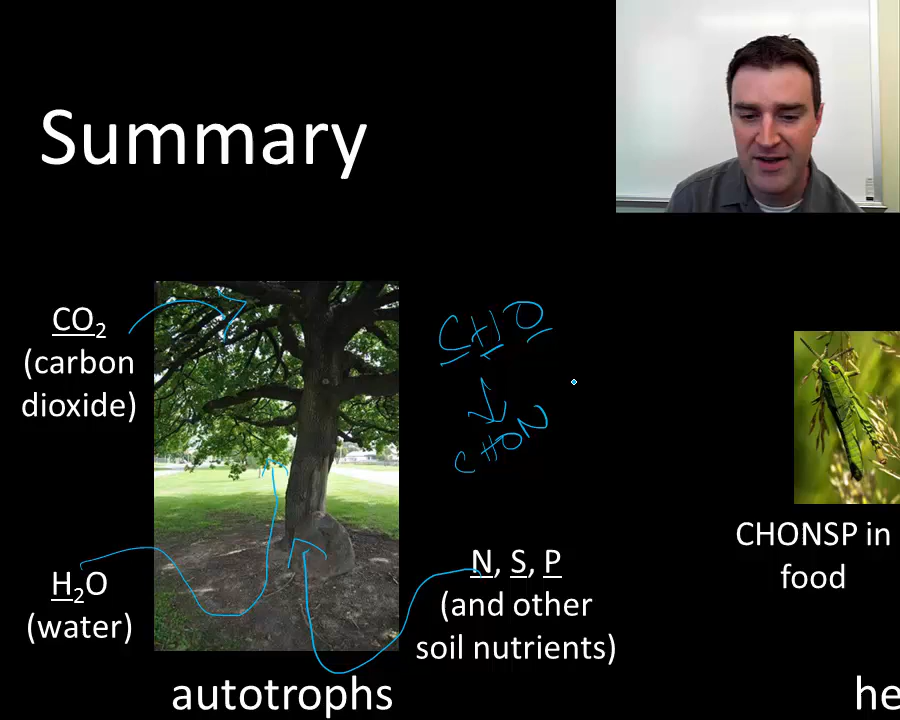 Summary
CO₂
(carbon
dioxide)
CHO
CHON
H₂O
(water)
N, S, P
(and other
soil nutrients)
CHONSP in
food
autotrophs
he